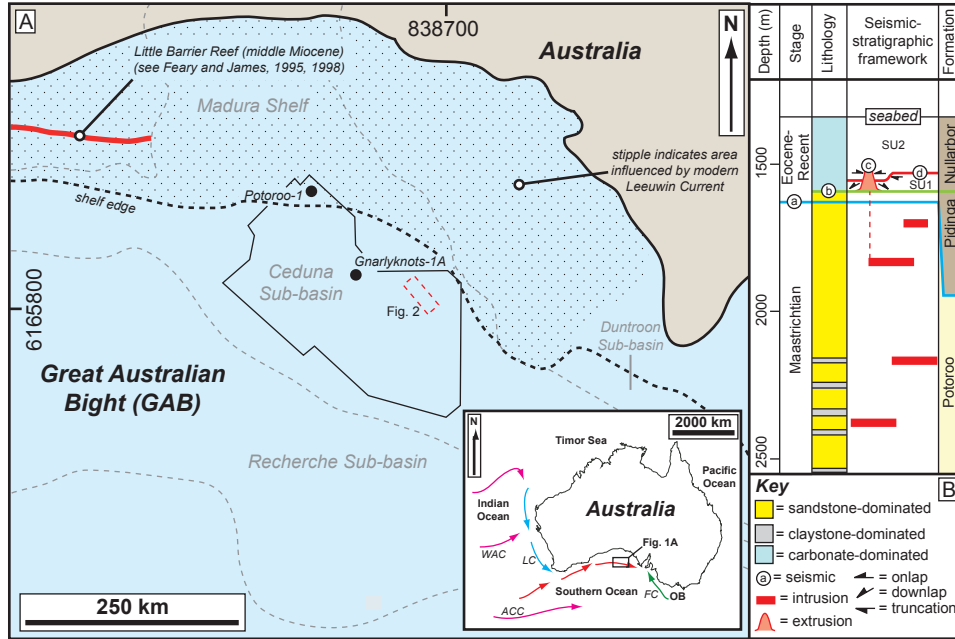 A
838700
N
Little Barrier Reef (middle Miocene)
(see Feary and James, 1995, 1998)
Australia
Madura Shelf
stipple indicates area
influenced by modern
Leeuwin Current
shelf edge
Potoroo-1
Gnarlyknots-1A
Ceduna
Sub-basin
Fig. 2
6165800
Duntroon
Sub-basin
Great Australian
Bight (GAB)
Recherche Sub-basin
250 km
N
2000 km
Timor Sea
Pacific
Ocean
Indian
Ocean
Australia
Fig. 1A
WAC
LC
Southern Ocean
FC
OB
ACC
Depth (m)
Stage
Lithology
Seismic-
stratigraphic
framework
Formation
seabed
SU2
1500
Eocene-
Recent
c
d
SU1
Nullarbor
b
a
Pidinga
2000
Maastrichtian
Potoroo
2500
Key
B
= sandstone-dominated
= claystone-dominated
= carbonate-dominated
a = seismic
= onlap
= intrusion
= downlap
= truncation
= extrusion